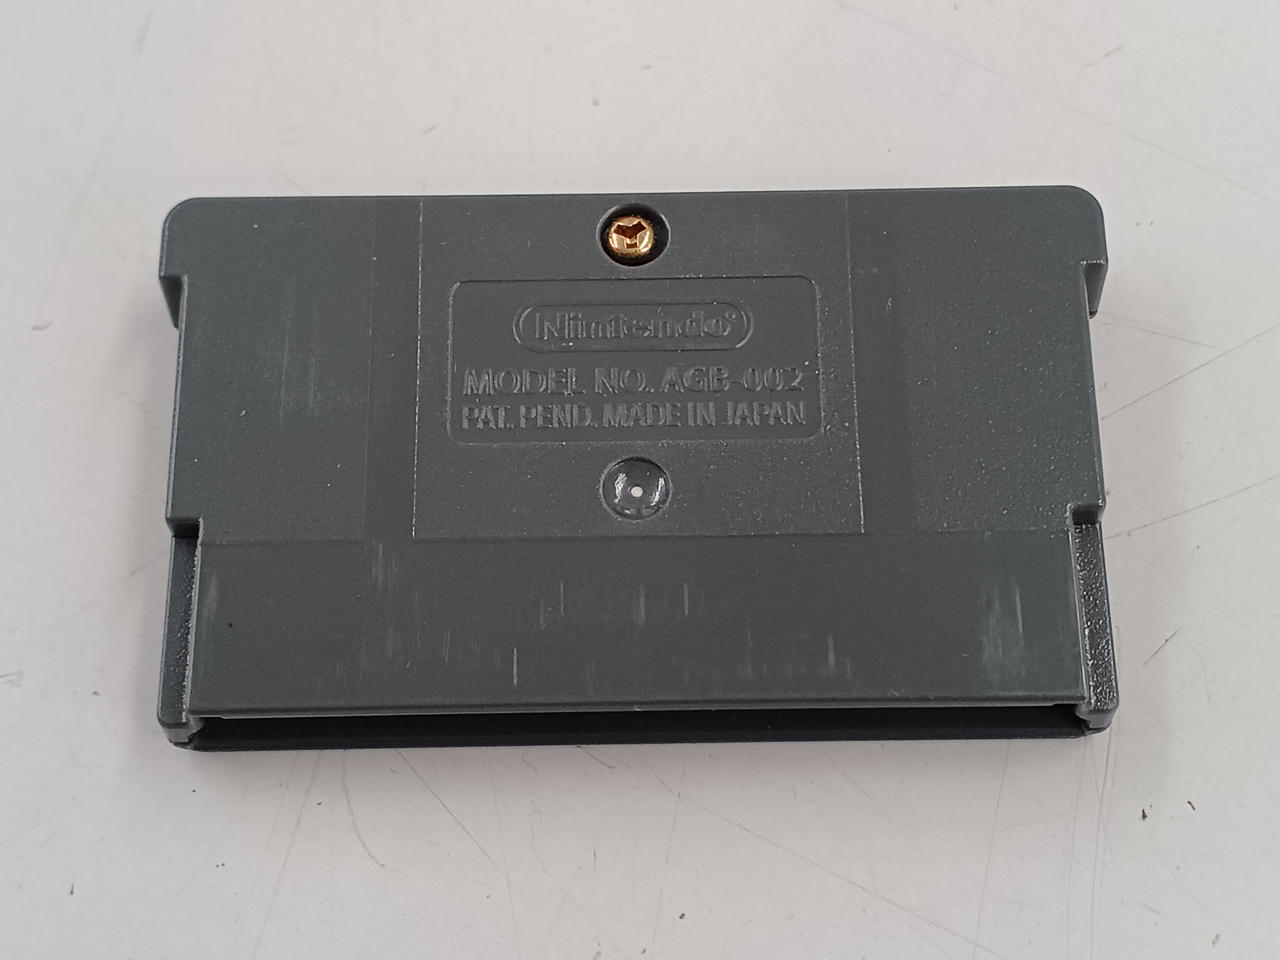 Nintendo®
MODEL NO. AGB-002
PAT. PEND. MADE IN JAPAN